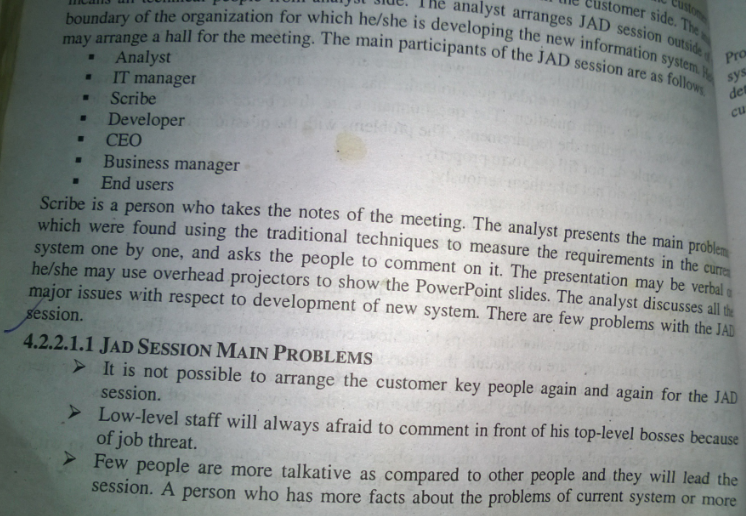 customer side. The
The analyst arranges JAD session outside
boundary of the organization for which he/she is developing the new information system.
may arrange a hall for the meeting. The main participants of the JAD session are as follows
▪ Analyst
▪ IT manager
▪ Scribe
▪ Developer
▪ CEO
▪ Business manager
▪ End users
Scribe is a person who takes the notes of the meeting. The analyst presents the main problem
which were found using the traditional techniques to measure the requirements in the
system one by one, and asks the people to comment on it. The presentation may be verbal
he/she may use overhead projectors to show the PowerPoint slides. The analyst discusses all the
major issues with respect to development of new system. There are few problems with the JAD
session.
4.2.2.1.1 JAD SESSION MAIN PROBLEMS
➢ It is not possible to arrange the customer key people again and again for the JAD
session.
➢ Low-level staff will always afraid to comment in front of his top-level bosses because
of job threat.
➢ Few people are more talkative as compared to other people and they will lead the
session. A person who has more facts about the problems of current system or more
Pro
sys
cu